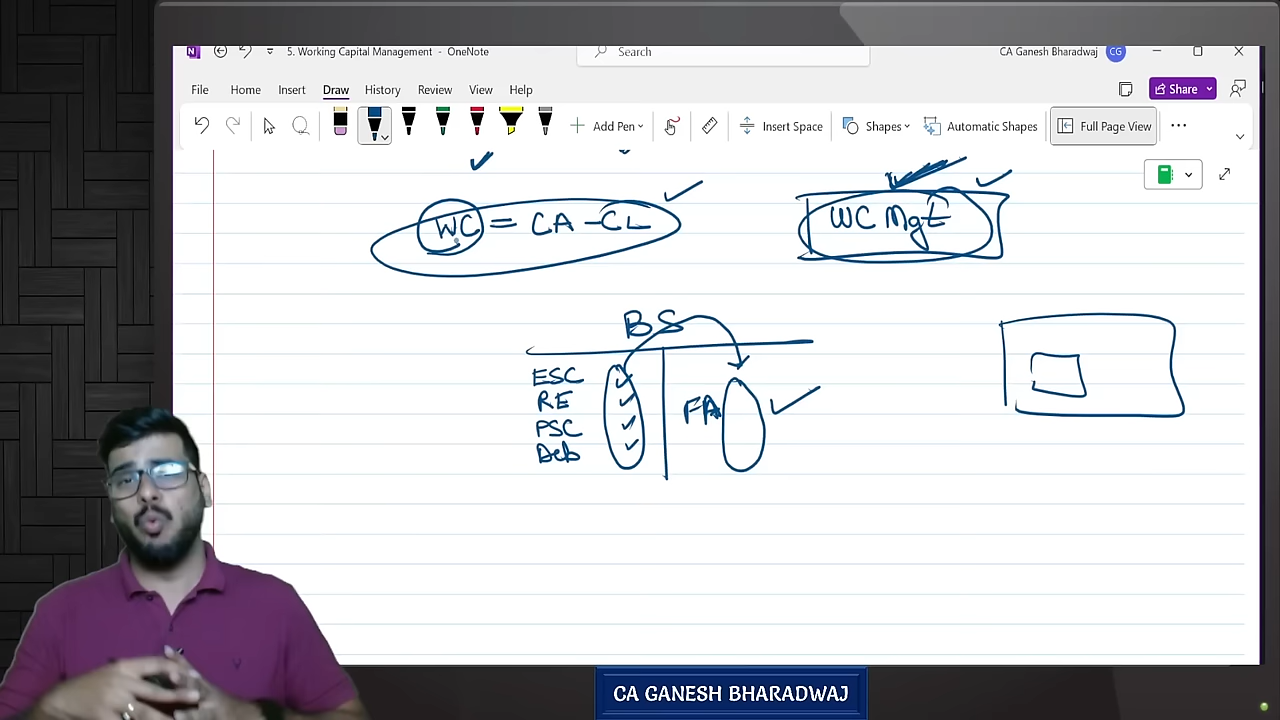 5. Working Capital Management - OneNote
Search
CA Ganesh Bharadwaj CG
File Home Insert Draw History Review View Help
Share
Add Pen Insert Space Shapes Automatic Shapes Full Page View
WC = CA - CL
WC Mgt
BS
ESC
RE
PSC
Deb
FA
CA GANESH BHARADWAJ